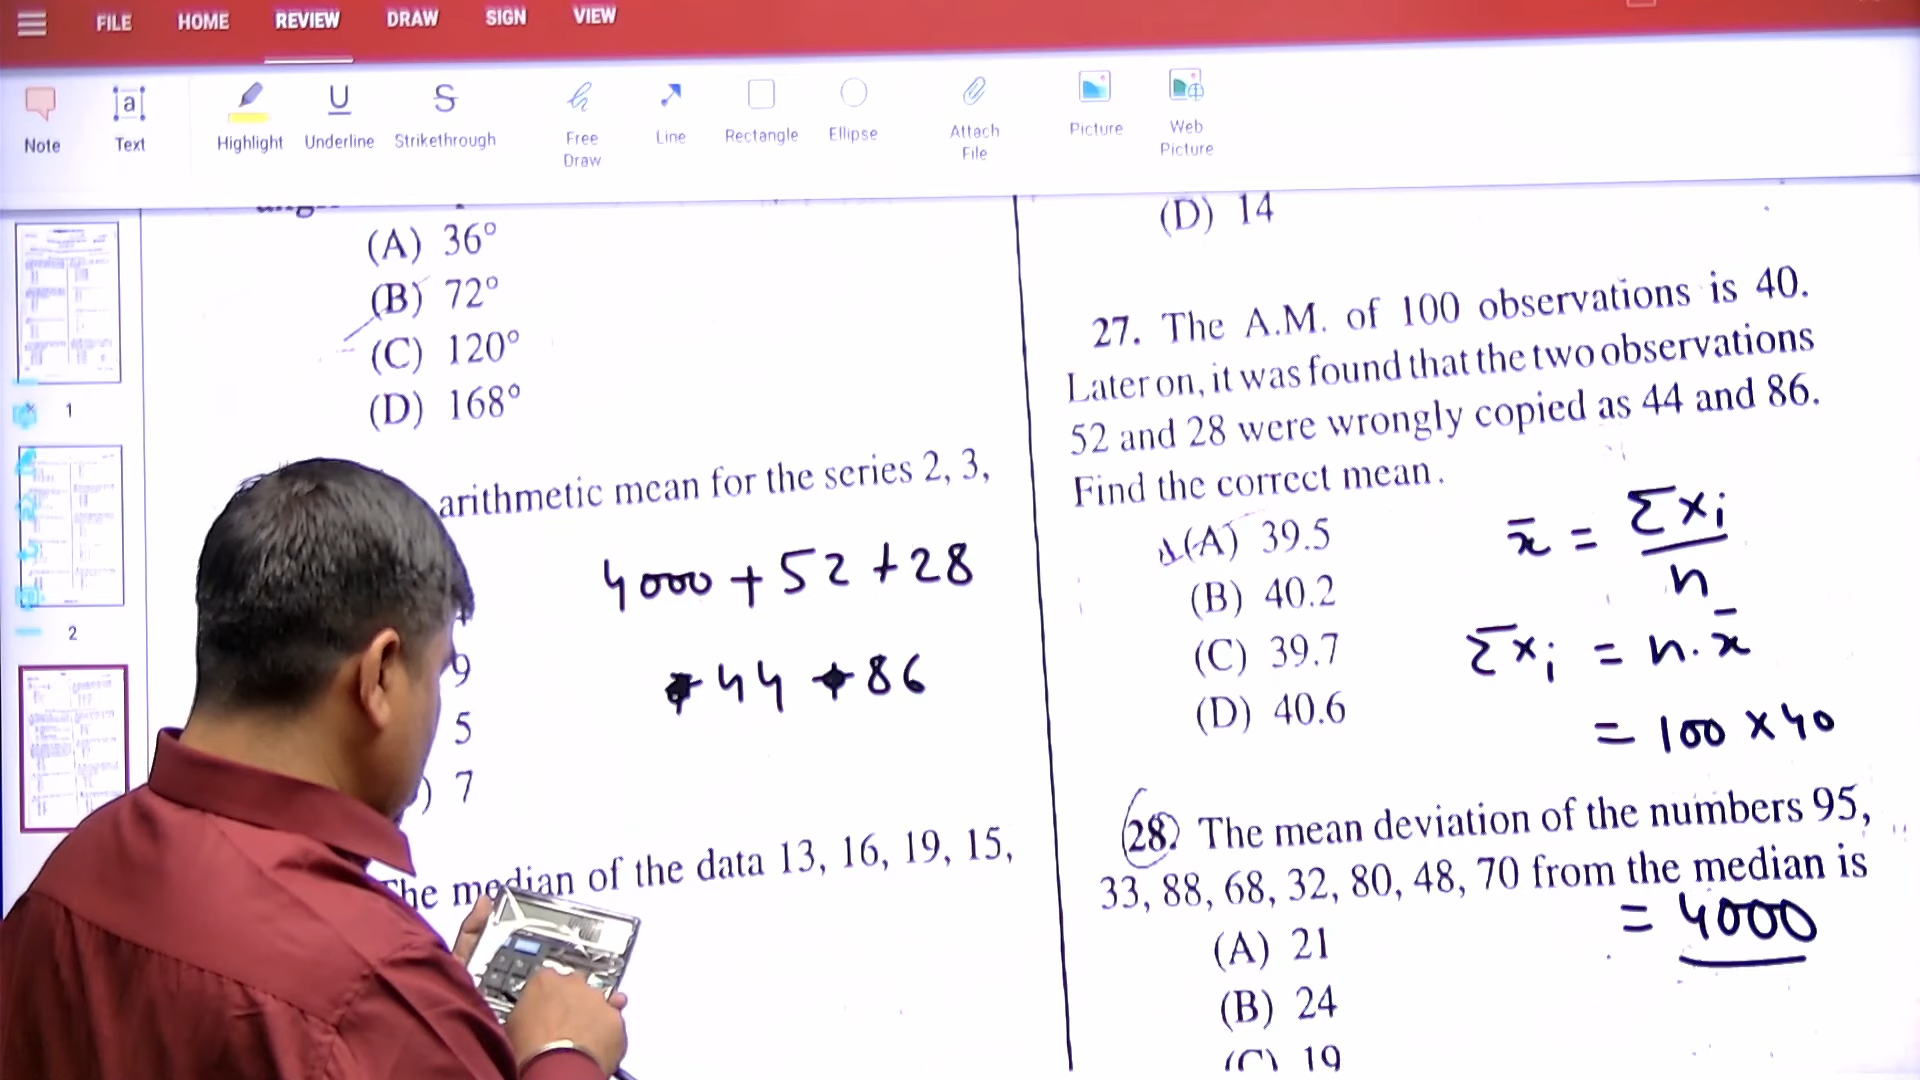 FILE HOME REVIEW DRAW SIGN VIEW
Note Text Highlight Underline Strikethrough Free Draw Line Rectangle Ellipse Attach File Picture Web Picture
1
2
(A) 36°
(B) 72°
(C) 120°
(D) 168°
arithmetic mean for the series 2, 3,
9
5
) 7
4000 + 52 + 28
44 86
The median of the data 13, 16, 19, 15,
(D) 14
27. The A.M. of 100 observations is 40.
Later on, it was found that the two observations
52 and 28 were wrongly copied as 44 and 86.
Find the correct mean.
(A) 39.5
(B) 40.2
(C) 39.7
(D) 40.6
x̄ = Σxi / n
Σxi = n.x̄
= 100 × 40
= 4000
28. The mean deviation of the numbers 95,
33, 88, 68, 32, 80, 48, 70 from the median is
(A) 21
(B) 24
(C) 19